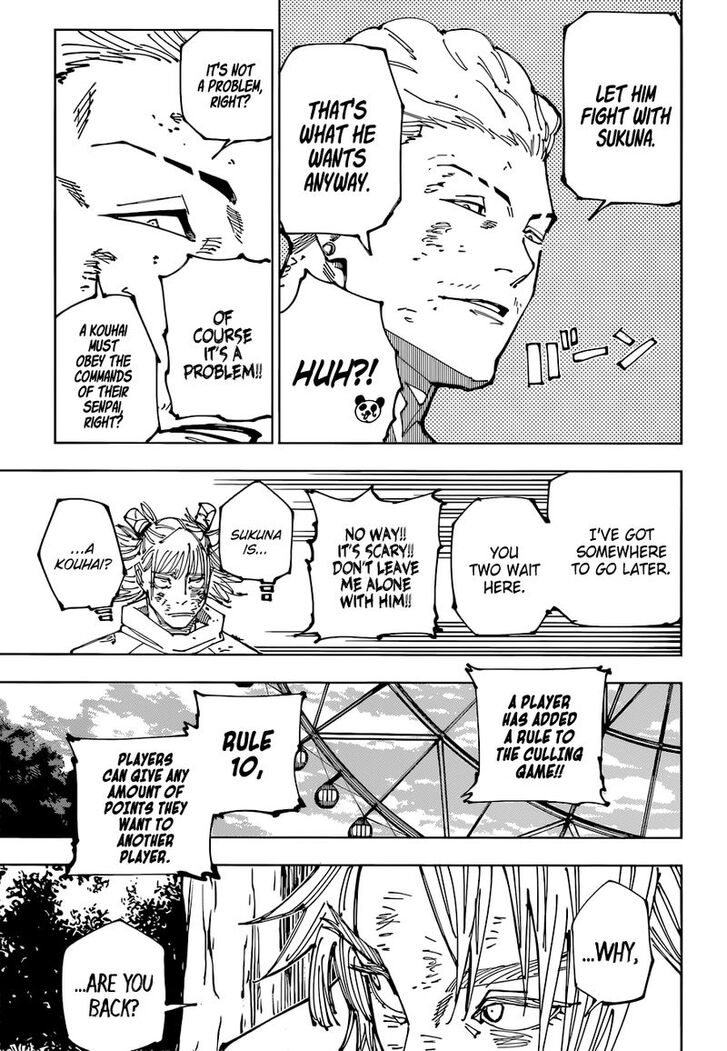 LET HIM
FIGHT WITH
SUKUNA.
THAT'S
WHAT HE
WANTS
ANYWAY.
HUH?!
IT'S NOT
A PROBLEM,
RIGHT?
OF
COURSE
IT'S A
PROBLEM!!
A KOUHAI
MUST
OBEY THE
COMMANDS
OF THEIR
SENPAI,
RIGHT?
I'VE GOT
SOMEWHERE
TO GO LATER.
YOU
TWO WAIT
HERE.
NO WAY!!
IT'S SCARY!!
DON'T LEAVE
ME ALONE
WITH HIM!!
SUKUNA
IS...
...A
KOUHAI?
A PLAYER
HAS ADDED
A RULE TO
THE CULLING
GAME!!
RULE
10,
PLAYERS
CAN GIVE ANY
AMOUNT OF
POINTS THEY
WANT TO
ANOTHER
PLAYER.
...WHY,
...ARE YOU
BACK?